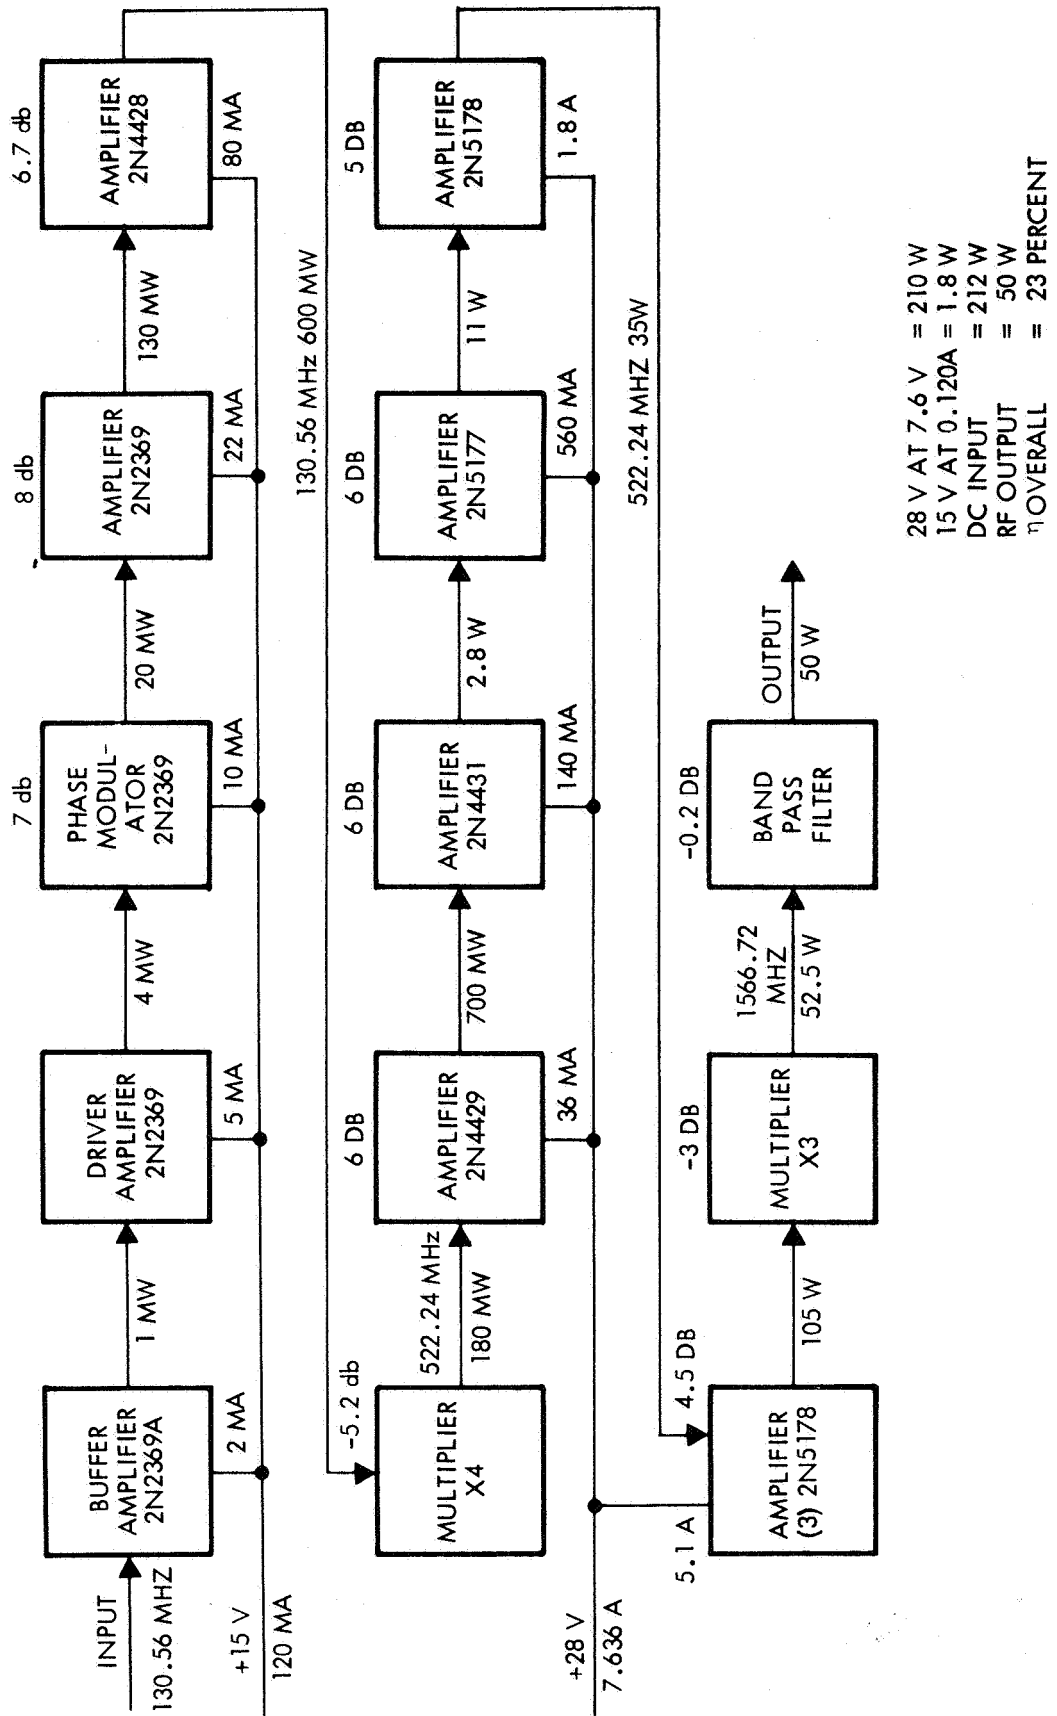 INPUT
130.56 MHZ
BUFFER
AMPLIFIER
2N2369A
2 MA
1 MW
DRIVER
AMPLIFIER
2N2369
5 MA
4 MW
7 db
PHASE
MODUL-
ATOR
2N2369
10 MA
20 MW
8 db
AMPLIFIER
2N2369
22 MA
130 MW
6.7 db
AMPLIFIER
2N4428
80 MA
+15 V
120 MA
130.56 MHz 600 MW
-5.2 db
MULTIPLIER
X4
522.24 MHz
180 MW
6 DB
AMPLIFIER
2N4429
36 MA
700 MW
6 DB
AMPLIFIER
2N4431
140 MA
2.8 W
6 DB
AMPLIFIER
2N5177
560 MA
11 W
5 DB
AMPLIFIER
2N5178
1.8 A
+28 V
7.636 A
522.24 MHZ 35W
5.1 A
4.5 DB
AMPLIFIER
(3) 2N5178
105 W
-3 DB
MULTIPLIER
X3
1566.72
MHZ
52.5 W
-0.2 DB
BAND
PASS
FILTER
OUTPUT
50 W
28 V AT 7.6 V = 210 W
15 V AT 0.120A = 1.8 W
DC INPUT = 212 W
RF OUTPUT = 50 W
η OVERALL = 23 PERCENT